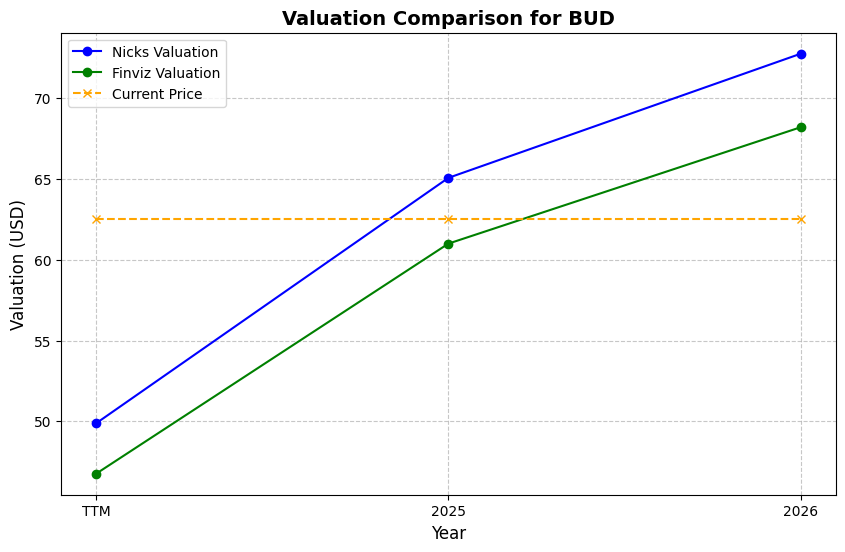 Valuation Comparison for BUD
Nicks Valuation
Finviz Valuation
Current Price
Valuation (USD)
70
65
60
55
50
TTM
2025
2026
Year